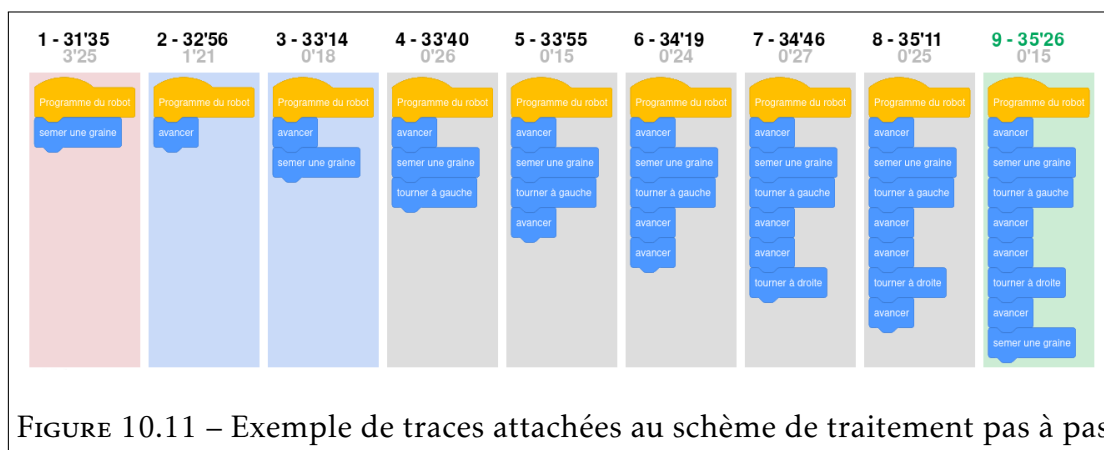 1 - 31'35
3'25
Programme du robot
semer une graine
2 - 32'56
1'21
Programme du robot
avancer
3 - 33'14
0'18
Programme du robot
avancer
semer une graine
4 - 33'40
0'26
Programme du robot
avancer
semer une graine
tourner à gauche
5 - 33'55
0'15
Programme du robot
avancer
semer une graine
tourner à gauche
avancer
6 - 34'19
0'24
Programme du robot
avancer
semer une graine
tourner à gauche
avancer
avancer
7 - 34'46
0'27
Programme du robot
avancer
semer une graine
tourner à gauche
avancer
avancer
tourner à droite
8 - 35'11
0'25
Programme du robot
avancer
semer une graine
tourner à gauche
avancer
avancer
tourner à droite
avancer
9 - 35'26
0'15
Programme du robot
avancer
semer une graine
tourner à gauche
avancer
avancer
tourner à droite
avancer
semer une graine
FIGURE 10.11 – Exemple de traces attachées au schème de traitement pas à pas